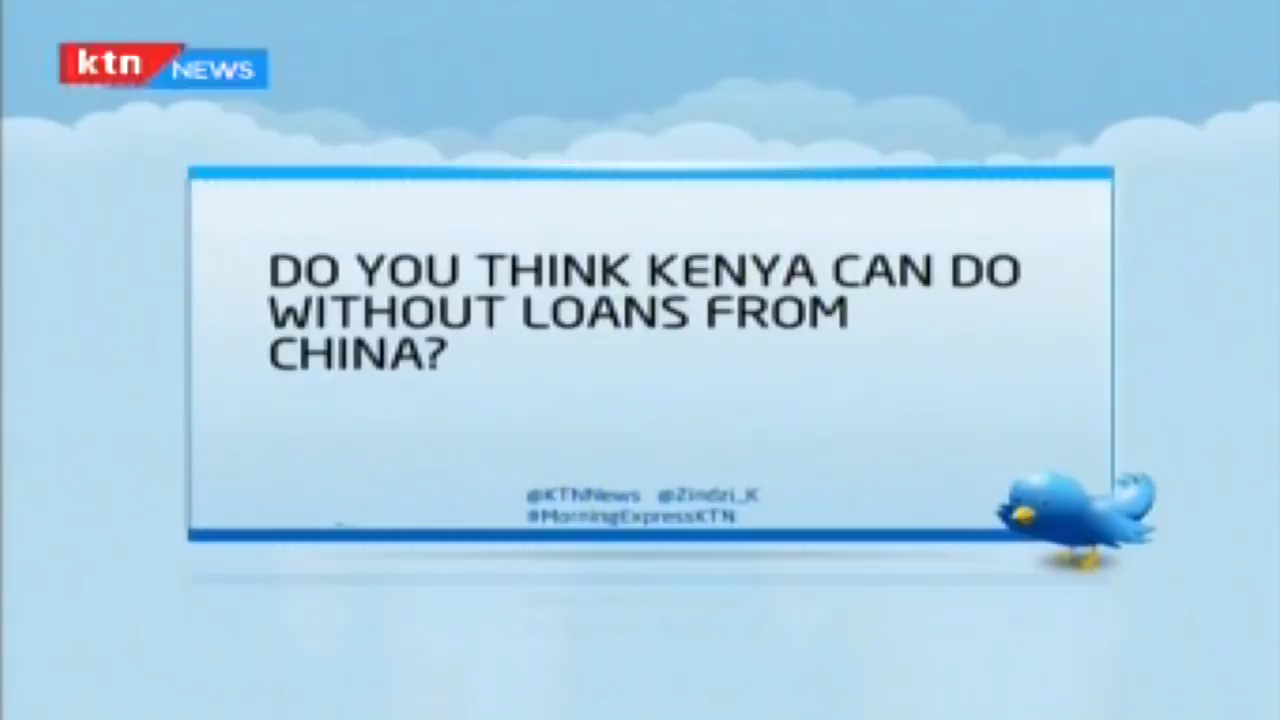 ktn NEWS
DO YOU THINK KENYA CAN DO
WITHOUT LOANS FROM
CHINA?
@KTNNews @Zindzi_K
#MorningExpressKTN